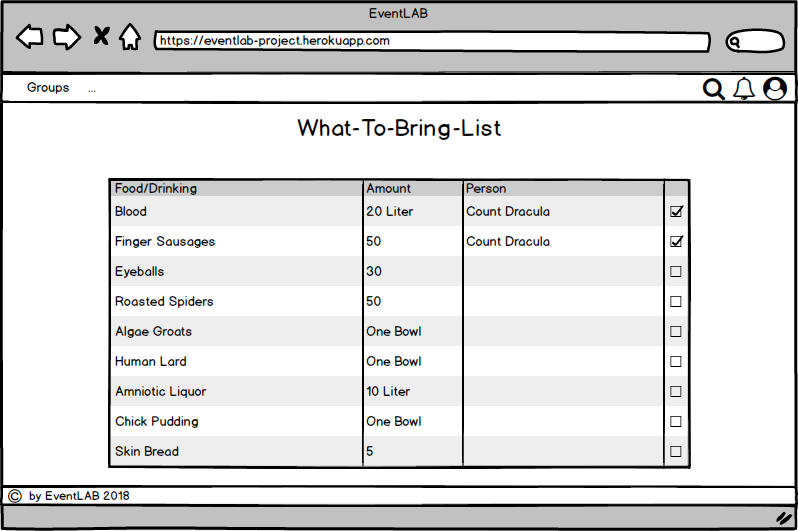 EventLAB
https://eventlab-project.herokuapp.com
Groups ...
What-To-Bring-List
Food/Drinking Amount Person
Blood 20 Liter Count Dracula
Finger Sausages 50 Count Dracula
Eyeballs 30
Roasted Spiders 50
Algae Groats One Bowl
Human Lard One Bowl
Amniotic Liquor 10 Liter
Chick Pudding One Bowl
Skin Bread 5
© by EventLAB 2018